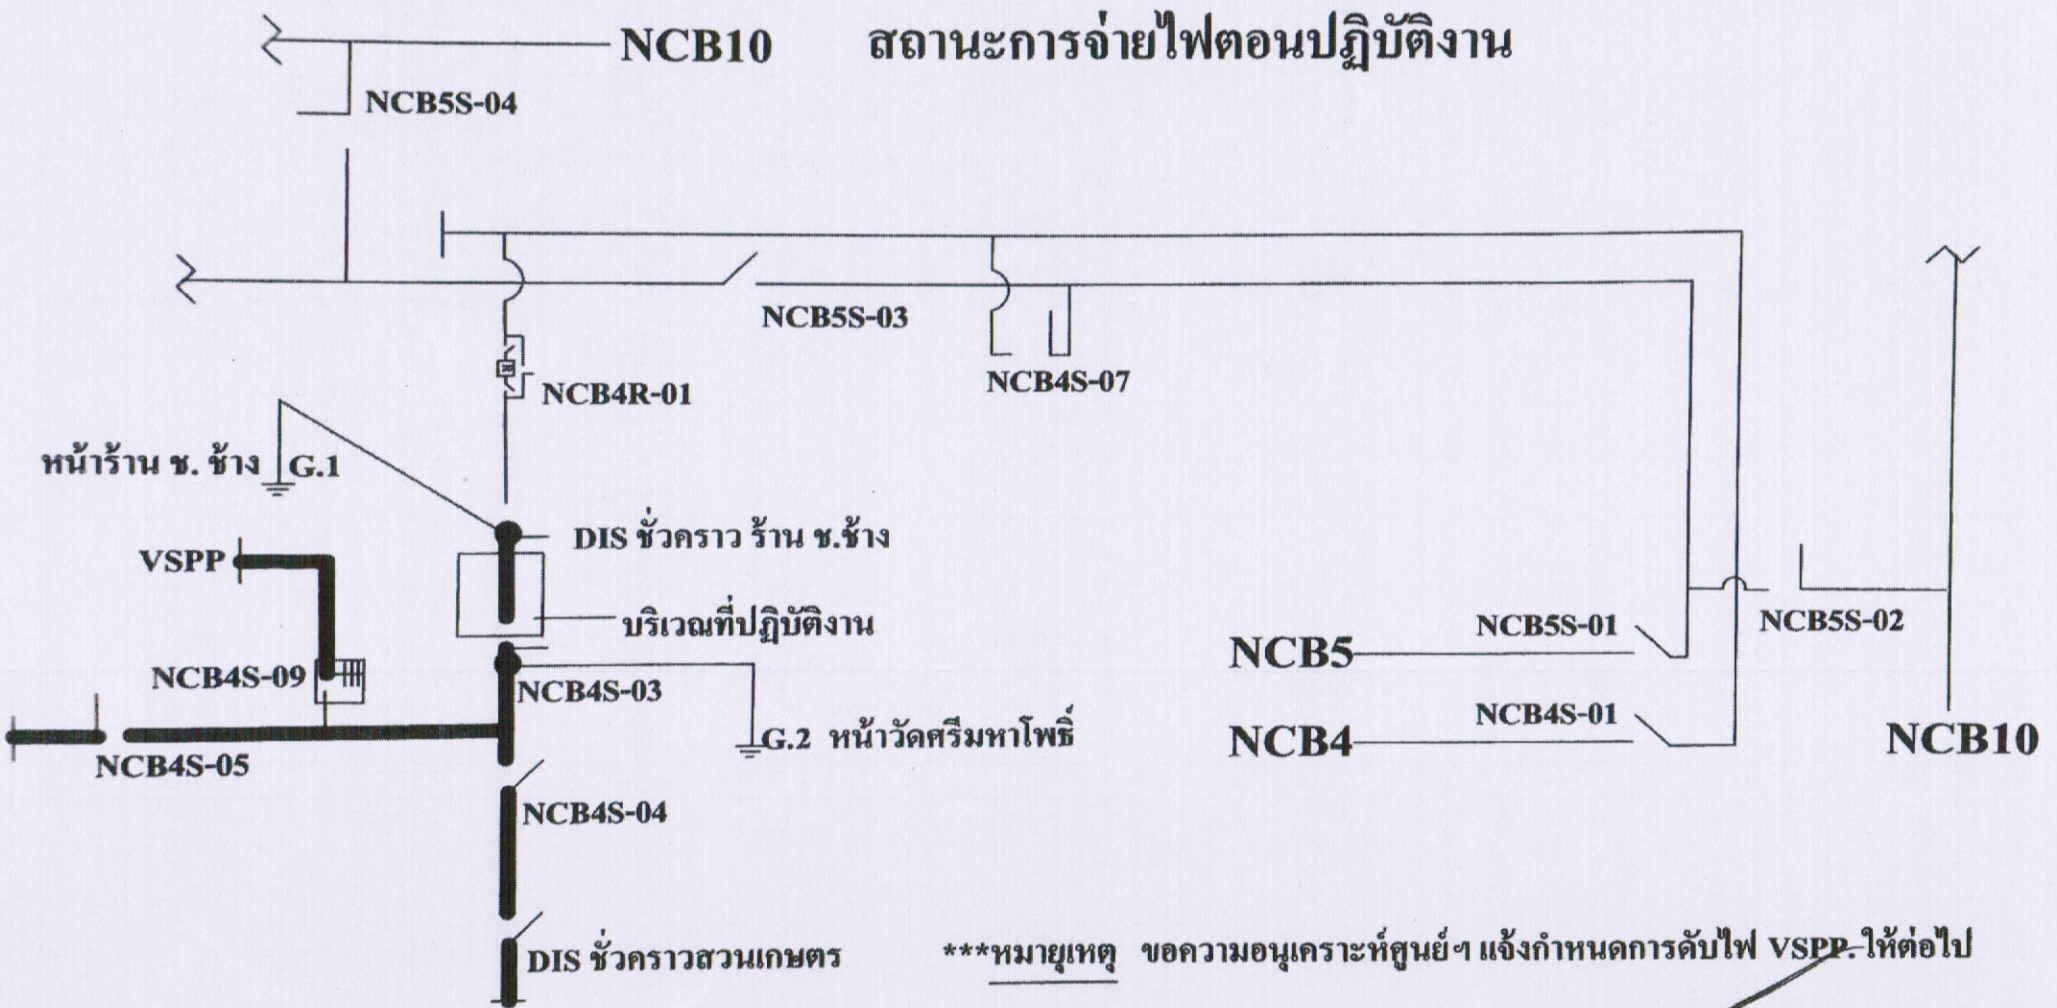 NCB10 สถานะการจ่ายไฟตอนปฏิบัติงาน
NCB5S-04
NCB5S-03
NCB4S-07
NCB4R-01
หน้าร้าน ช. ช้าง G.1
DIS ชั่วคราว ร้าน ช.ช้าง
VSPP
บริเวณที่ปฏิบัติงาน
NCB5S-01
NCB5S-02
NCB5
NCB4S-09
NCB4S-03
NCB4S-01
G.2 หน้าวัดศรีมหาโพธิ์
NCB4
NCB10
NCB4S-05
NCB4S-04
DIS ชั่วคราวสวนเกษตร
***หมายเหตุ ขอความอนุเคราะห์ศูนย์ฯ แจ้งกำหนดการดับไฟ VSPP. ให้ต่อไป